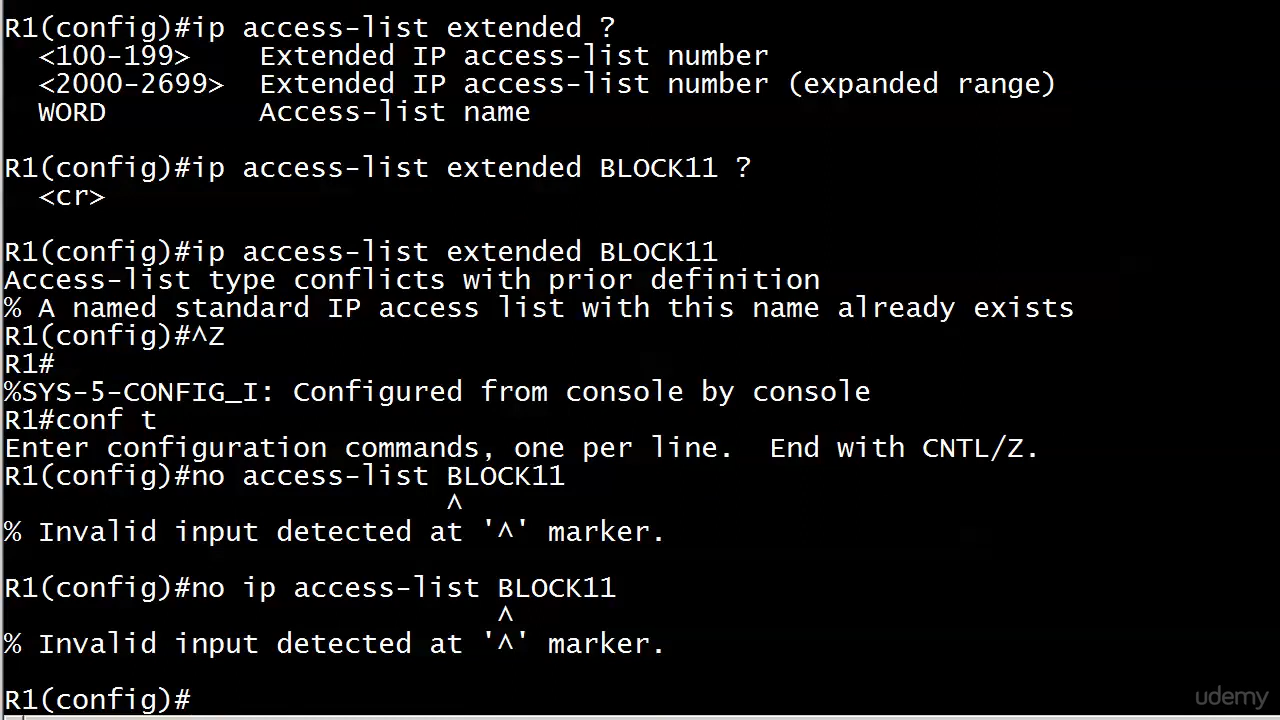 R1(config)#ip access-list extended ?
<100-199> Extended IP access-list number
<2000-2699> Extended IP access-list number (expanded range)
WORD Access-list name
R1(config)#ip access-list extended BLOCK11 ?
<cr>
R1(config)#ip access-list extended BLOCK11
Access-list type conflicts with prior definition
% A named standard IP access list with this name already exists
R1(config)#^Z
R1#
%SYS-5-CONFIG_I: Configured from console by console
R1#conf t
Enter configuration commands, one per line.  End with CNTL/Z.
R1(config)#no access-list BLOCK11
^
% Invalid input detected at '^' marker.
R1(config)#no ip access-list BLOCK11
^
% Invalid input detected at '^' marker.
R1(config)#
udemy